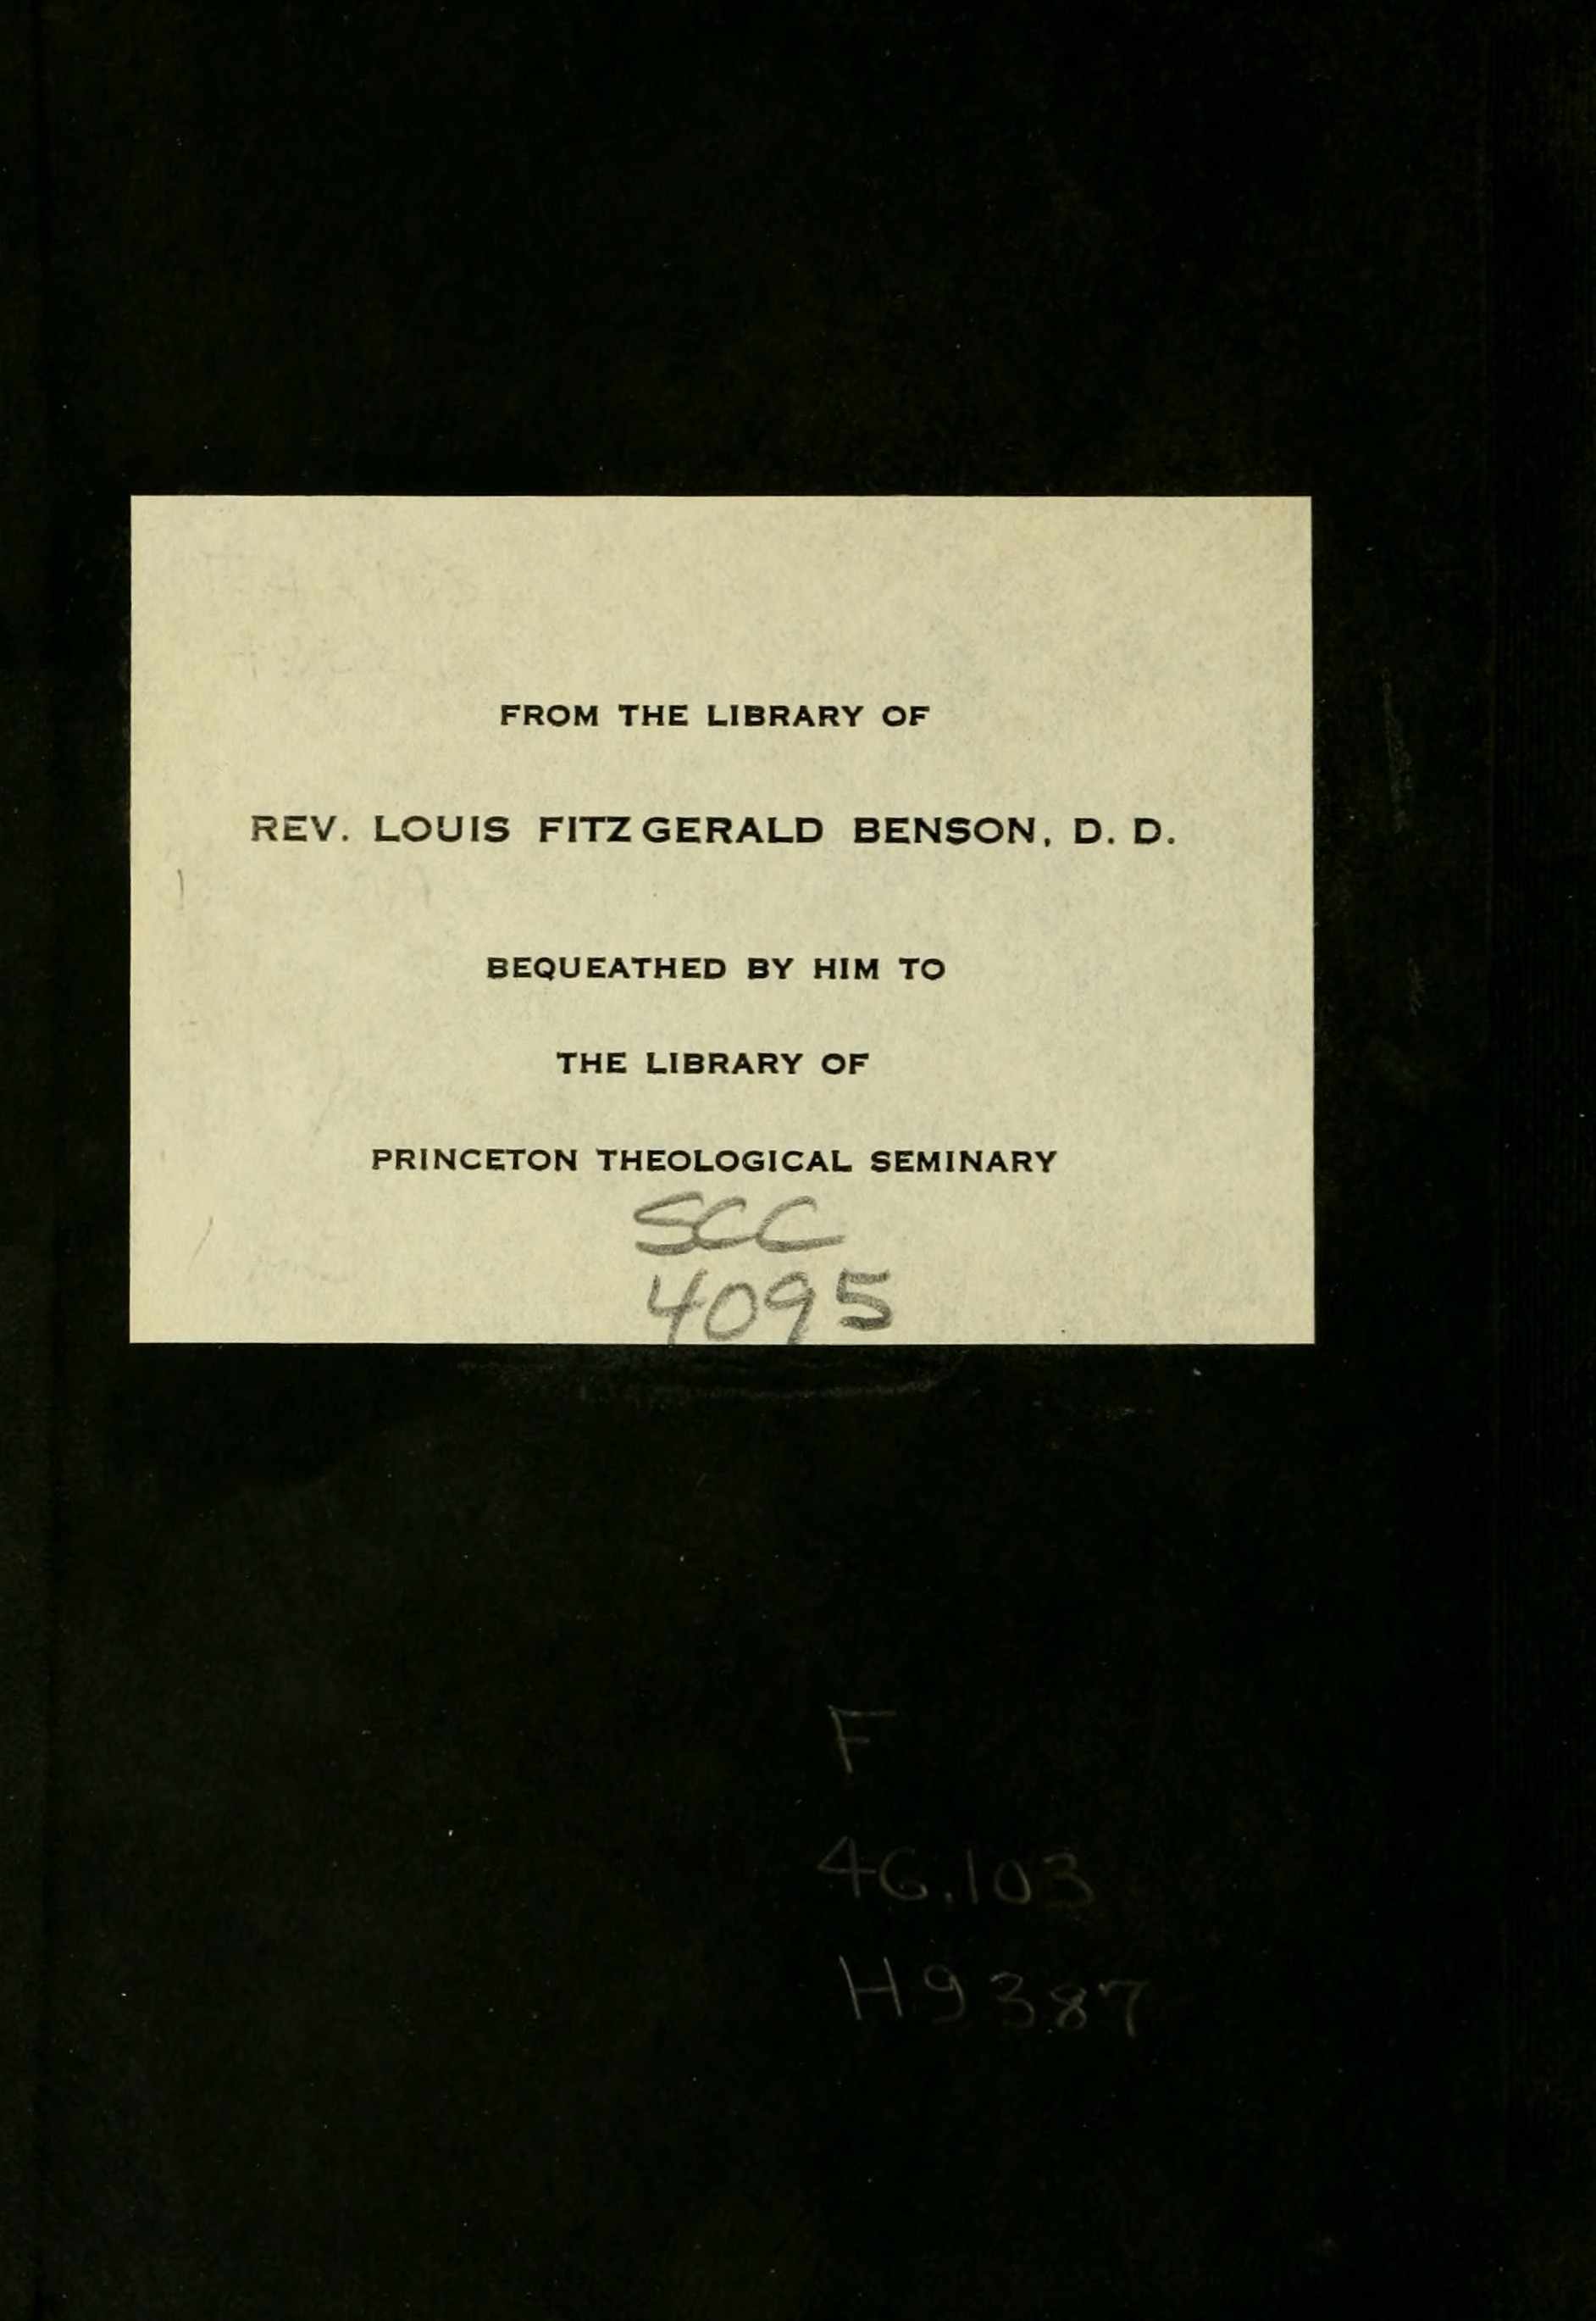 FROM THE LIBRARY OF
REV. LOUIS FITZGERALD BENSON, D. D.
BEQUEATHED BY HIM TO
THE LIBRARY OF
PRINCETON THEOLOGICAL SEMINARY
SCC
4095
F
46.103
H9387